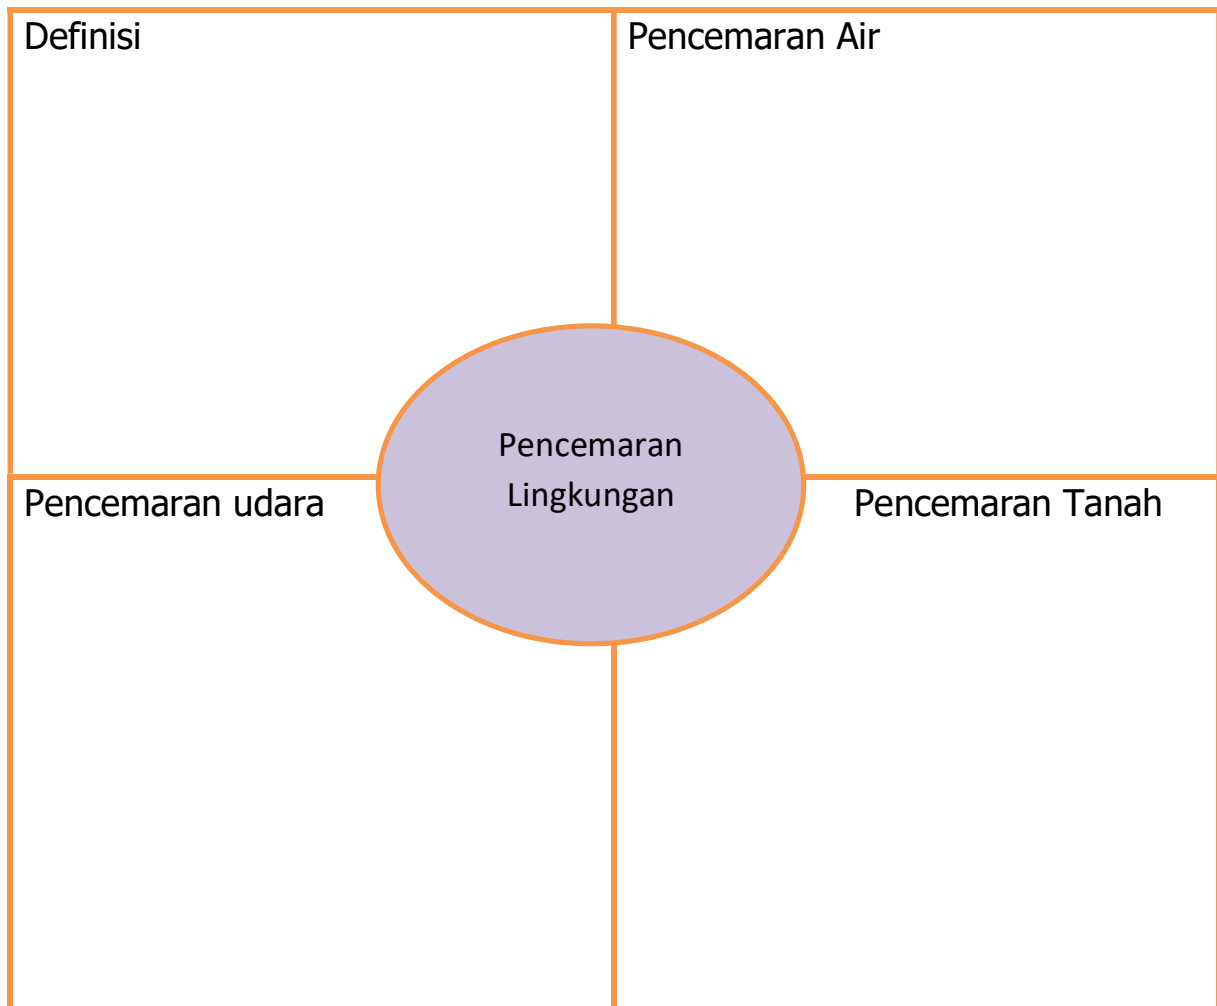 Definisi
Pencemaran Air
Pencemaran
Lingkungan
Pencemaran udara
Pencemaran Tanah